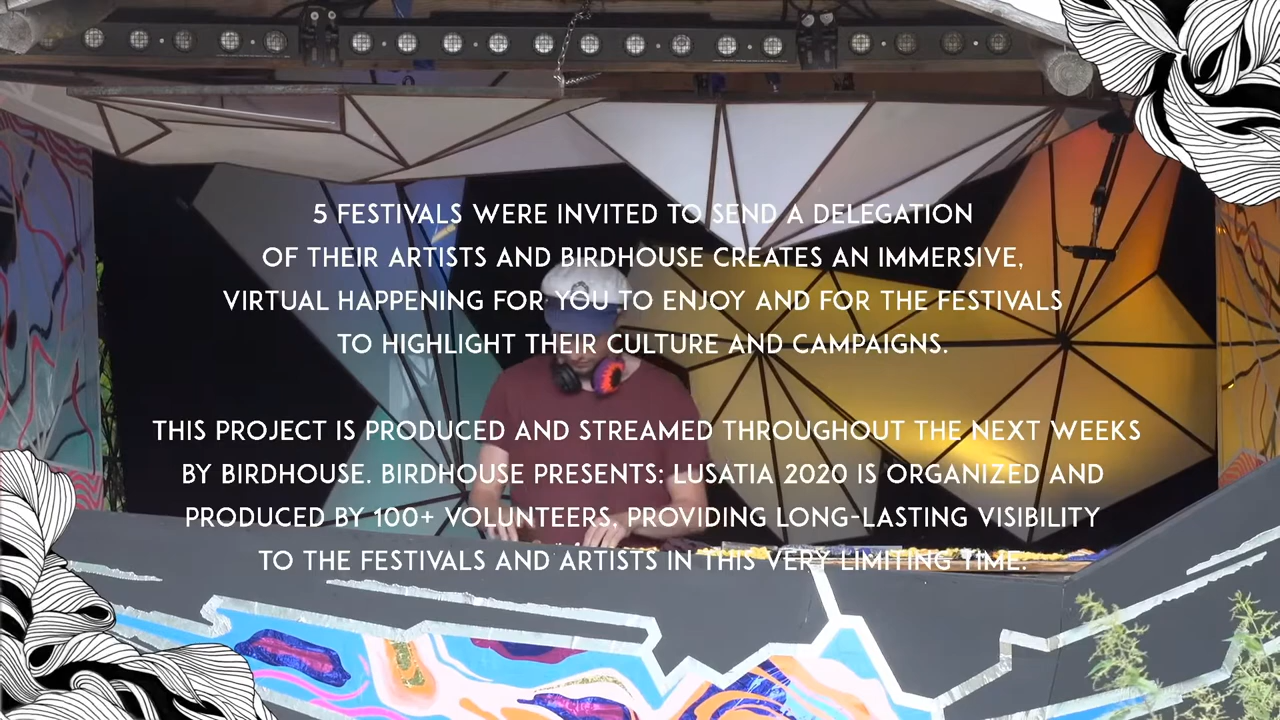 5 FESTIVALS WERE INVITED TO SEND A DELEGATION
OF THEIR ARTISTS AND BIRDHOUSE CREATES AN IMMERSIVE,
VIRTUAL HAPPENING FOR YOU TO ENJOY AND FOR THE FESTIVALS
TO HIGHLIGHT THEIR CULTURE AND CAMPAIGNS.
THIS PROJECT IS PRODUCED AND STREAMED THROUGHOUT THE NEXT WEEKS
BY BIRDHOUSE. BIRDHOUSE PRESENTS: LUSATIA 2020 IS ORGANIZED AND
PRODUCED BY 100+ VOLUNTEERS, PROVIDING LONG-LASTING VISIBILITY
TO THE FESTIVALS AND ARTISTS IN THIS VERY LIMITING TIME.